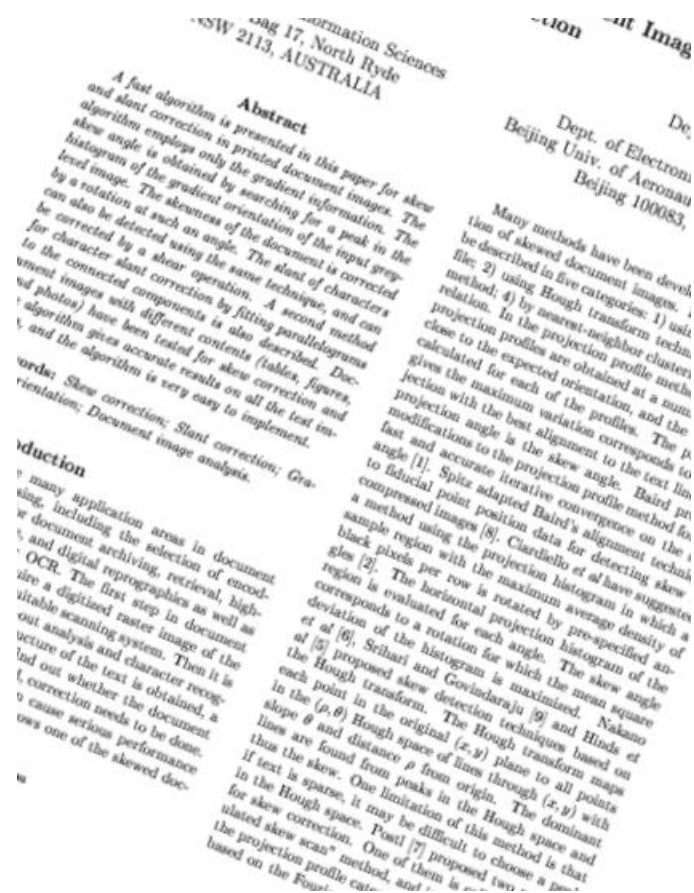 formation Sciences
Bag 17, North Ryde
NSW 2113, AUSTRALIA
Abstract
A fast algorithm is presented in this paper for skew
and slant correction in printed document images. The
algorithm employs only the gradient information. The
skew angle is obtained by searching for a peak in the
histogram of the gradient orientation of the input grey-
level image. The skewness of the document is corrected
by a rotation at such an angle. The slant of characters
can also be detected using the same technique, and can
be corrected by a shear operation. A second method
for character slant correction by fitting parallelograms
to the connected components is also described. Doc-
ument images with different contents (tables, figures,
d photos) have been tested for skew correction and
algorithm gives accurate results on all the test im-
, and the algorithm is very easy to implement.
ords: Skew correction; Slant correction; Gra-
rientation; Document image analysis.
oduction
many application areas in document
sing, including the selection of encod-
document archiving, retrieval, high-
, and digital reprographics as well as
OCR. The first step in document
ire a digitized raster image of the
itable scanning system. Then it is
out analysis and character recog-
ucture of the text is obtained, a
ind out whether the document
, correction needs to be done.
cause serious performance
ows one of the skewed doc-
nt Imag
ction
Dep
Dept. of Electroni
Beijing Univ. of Aeronau
Beijing 100083,
Many methods have been devel
tion of skewed document images.
be described in five categories: 1) usi
file; 2) using Hough transform techn
method; 4) by nearest-neighbor clusteri
relation. In the projection profile metho
projection profiles are obtained at a num
close to the expected orientation, and the
calculated for each of the profiles. The p
gives the maximum variation corresponds to
jection with the best alignment to the text lin
projection angle is the skew angle. Baird pro
modifications to the projection profile method for
fast and accurate iterative convergence on the
angle [1]. Spitz adapted Baird's alignment techni
to fiducial point position data for detecting skew
compressed images [8]. Ciardiello et al have suggested
a method using the projection histogram in which a
sample region with the maximum average density of
black pixels per row is rotated by pre-specified an-
gles [2]. The horizontal projection histogram of the
region is evaluated for each angle. The skew angle
corresponds to a rotation for which the mean square
deviation of the histogram is maximised. Nakano
et al [6], Srihari and Govindaraju [9] and Hinds et
al [5] proposed skew detection techniques based on
the Hough transform. The Hough transform maps
each point in the original (x, y) plane to all points
in the (ρ, θ) Hough space of lines through (x, y) with
slope θ and distance ρ from origin. The dominant
lines are found from peaks in the Hough space and
thus the skew. One limitation of this method is that
if text is sparse, it may be difficult to choose a pea
in the Hough space. Postl [7] proposed two
for skew correction. One of them is
ulated skew scan" method, and
the projection profile cate
based on the Fouri